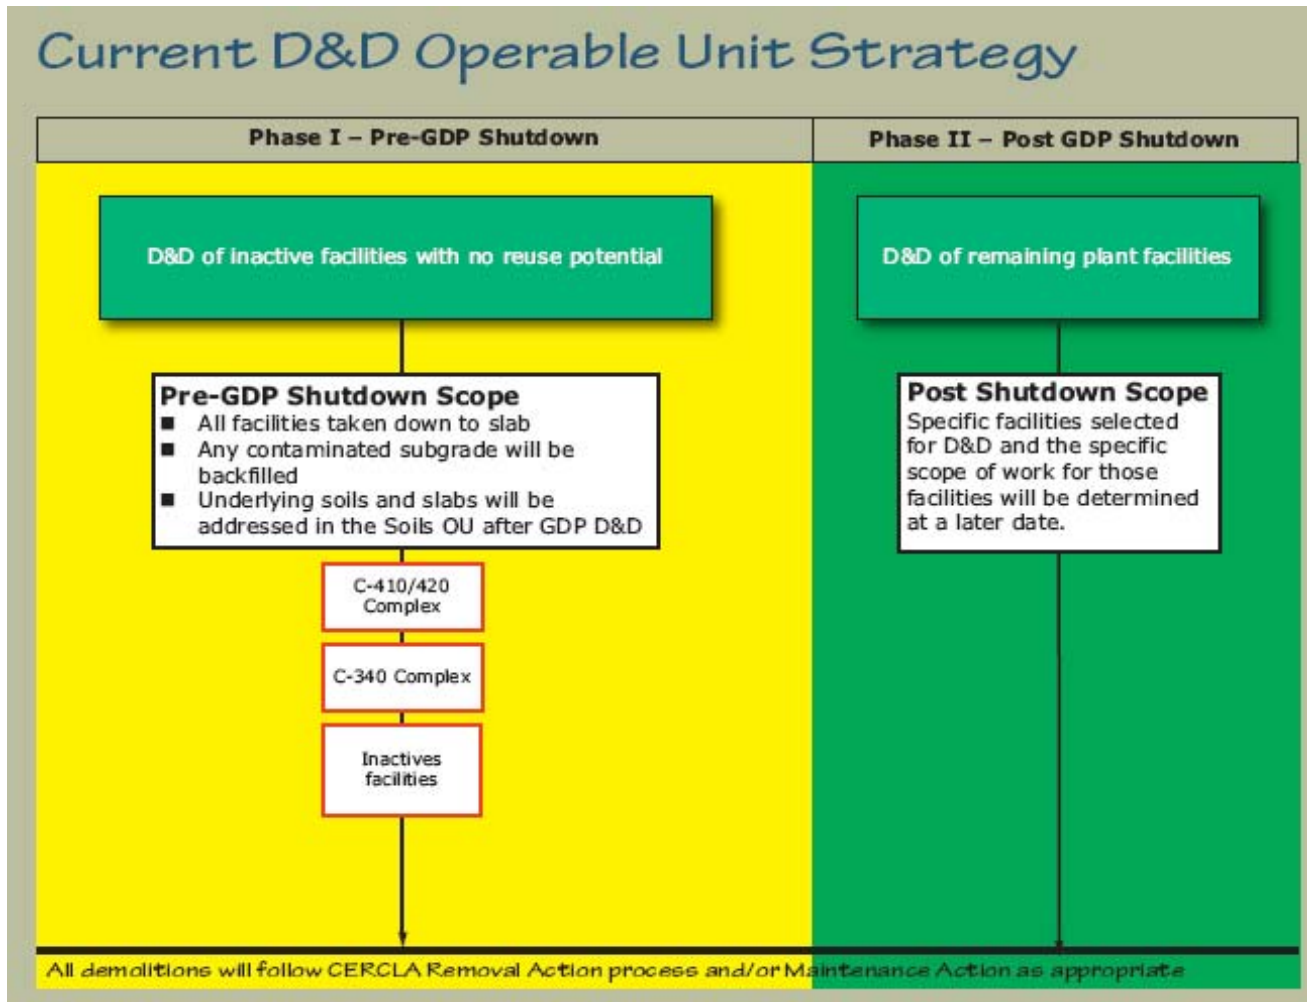 Current D&D Operable Unit Strategy
Phase I – Pre-GDP Shutdown
Phase II – Post GDP Shutdown
D&D of inactive facilities with no reuse potential
D&D of remaining plant facilities
Pre-GDP Shutdown Scope
■ All facilities taken down to slab
■ Any contaminated subgrade will be
backfilled
■ Underlying soils and slabs will be
addressed in the Soils OU after GDP D&D
Post Shutdown Scope
Specific facilities selected
for D&D and the specific
scope of work for those
facilities will be determined
at a later date.
C-410/420
Complex
C-340 Complex
Inactives
facilities
All demolitions will follow CERCLA Removal Action process and/or Maintenance Action as appropriate